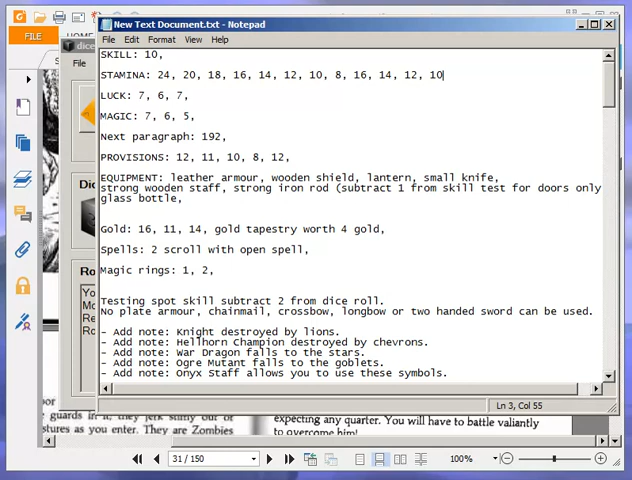 New Text Document.txt - Notepad
FILE
dice
File Edit Format View Help
File
SKILL: 10,
STAMINA: 24, 20, 18, 16, 14, 12, 10, 8, 16, 14, 12, 10
LUCK: 7, 6, 7,
MAGIC: 7, 6, 5,
Next paragraph: 192,
PROVISIONS: 12, 11, 10, 8, 12,
EQUIPMENT: leather armour, wooden shield, lantern, small knife,
strong wooden staff, strong iron rod (subtract 1 from skill test for doors only
glass bottle,
Gold: 16, 11, 14, gold tapestry worth 4 gold,
Spells: 2 scroll with open spell,
Magic rings: 1, 2,
Testing spot skill subtract 2 from dice roll.
No plate armour, chainmail, crossbow, longbow or two handed sword can be used.
- Add note: Knight destroyed by lions.
- Add note: Hellhorn Champion destroyed by chevrons.
- Add note: War Dragon falls to the stars.
- Add note: Ogre Mutant falls to the goblets.
- Add note: Onyx Staff allows you to use these symbols.
Ln 3, Col 55
Dic
Ro
Yo
Mo
Re
Ro
guards in it, they jerk stiffly out of
stures as you enter. They are Zombies
expecting any quarter. You will have to battle valiantly
to overcome him!
31 / 150
100%